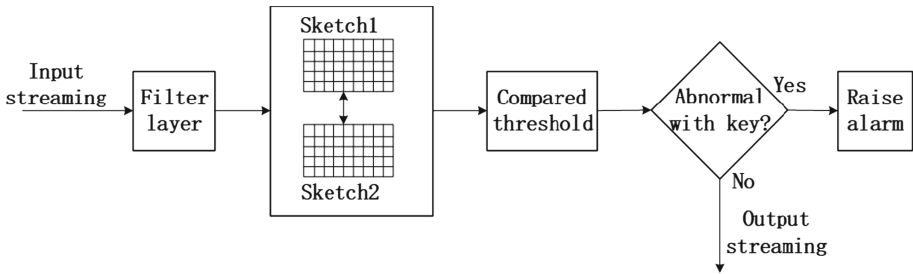 Input
streaming
Filter
layer
Sketch1
Sketch2
Compared
threshold
Abnormal
with key?
Yes
Raise
alarm
No
Output
streaming